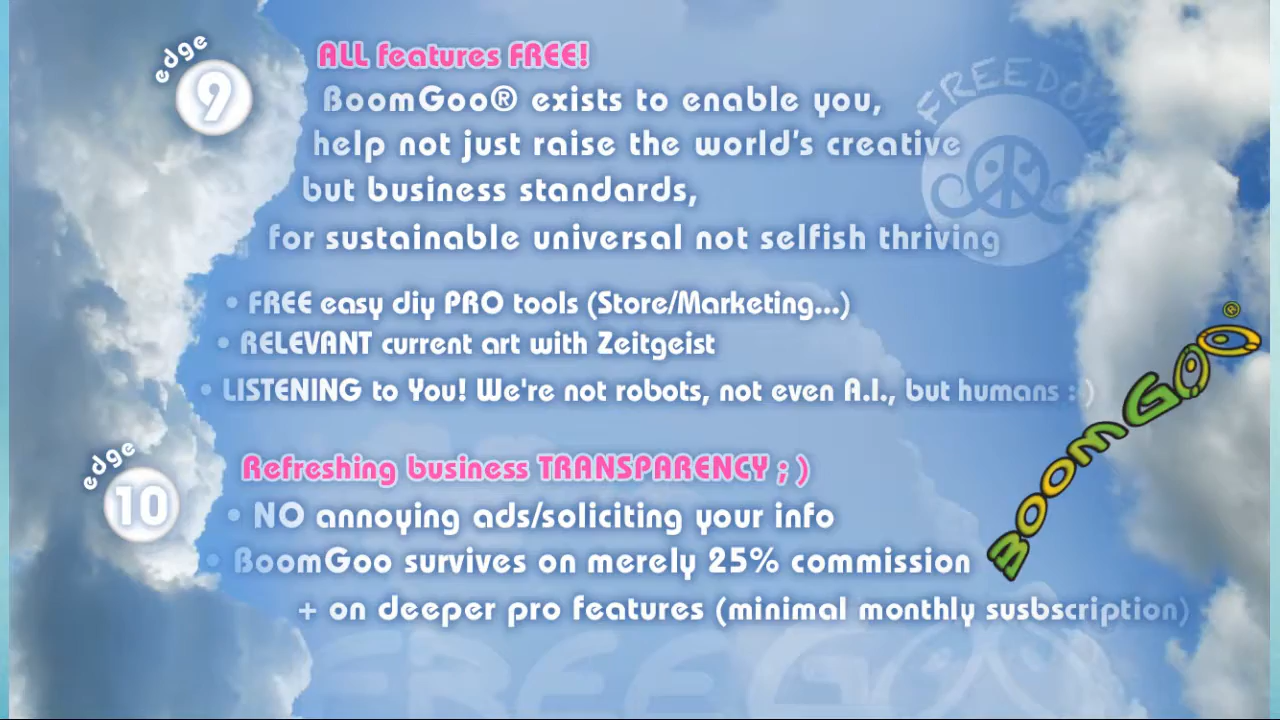 edge
9
ALL features FREE!
BoomGoo® exists to enable you,
help not just raise the world's creative
but business standards,
for sustainable universal not selfish thriving
FREEDOM
• FREE easy diy PRO tools (Store/Marketing...)
• RELEVANT current art with Zeitgeist
• LISTENING to You! We're not robots, not even A.I., but humans : )
BOOMGOO®
edge
10
Refreshing business TRANSPARENCY ; )
• NO annoying ads/soliciting your info
• BoomGoo survives on merely 25% commission
+ on deeper pro features (minimal monthly susbscription)
FREEGOO